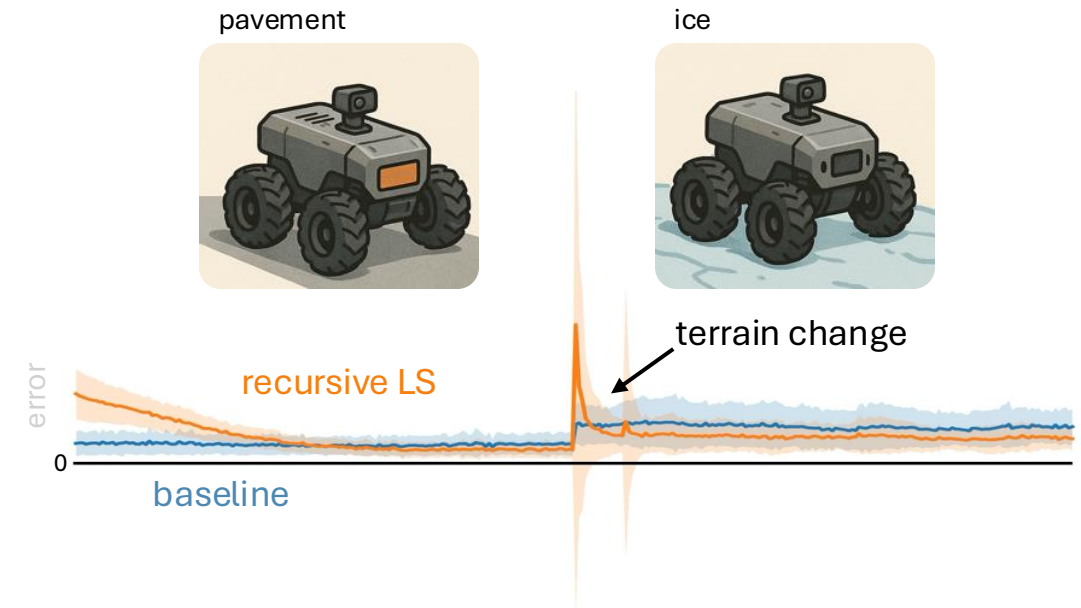 pavement
ice
terrain change
recursive LS
error
0
baseline